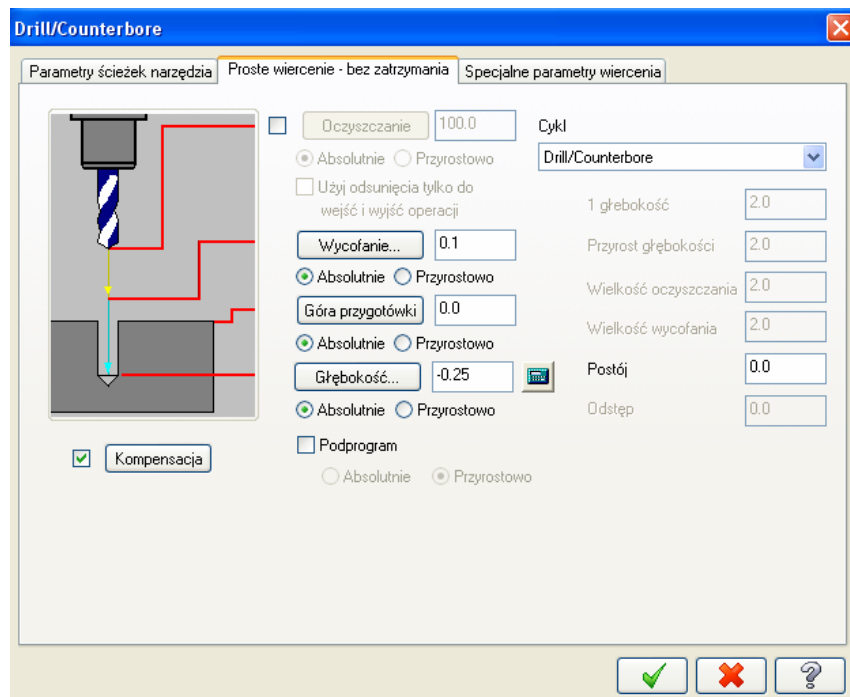 Drill/Counterbore
Parametry ścieżek narzędzia
Proste wiercenie - bez zatrzymania
Specjalne parametry wiercenia
Oczyszczanie 100.0
Absolutnie Przyrostowo
Użyj odsunięcia tylko do
wejść i wyjść operacji
Wycofanie... 0.1
Absolutnie Przyrostowo
Góra przygotówki 0.0
Absolutnie Przyrostowo
Głębokość... -0.25
Absolutnie Przyrostowo
Podprogram
Absolutnie Przyrostowo
Kompensacja
Cykl
Drill/Counterbore
1 głebokość 2.0
Przyrost głębokości 2.0
Wielkość oczyszczania 2.0
Wielkość wycofania 2.0
Postój 0.0
Odstęp 0.0